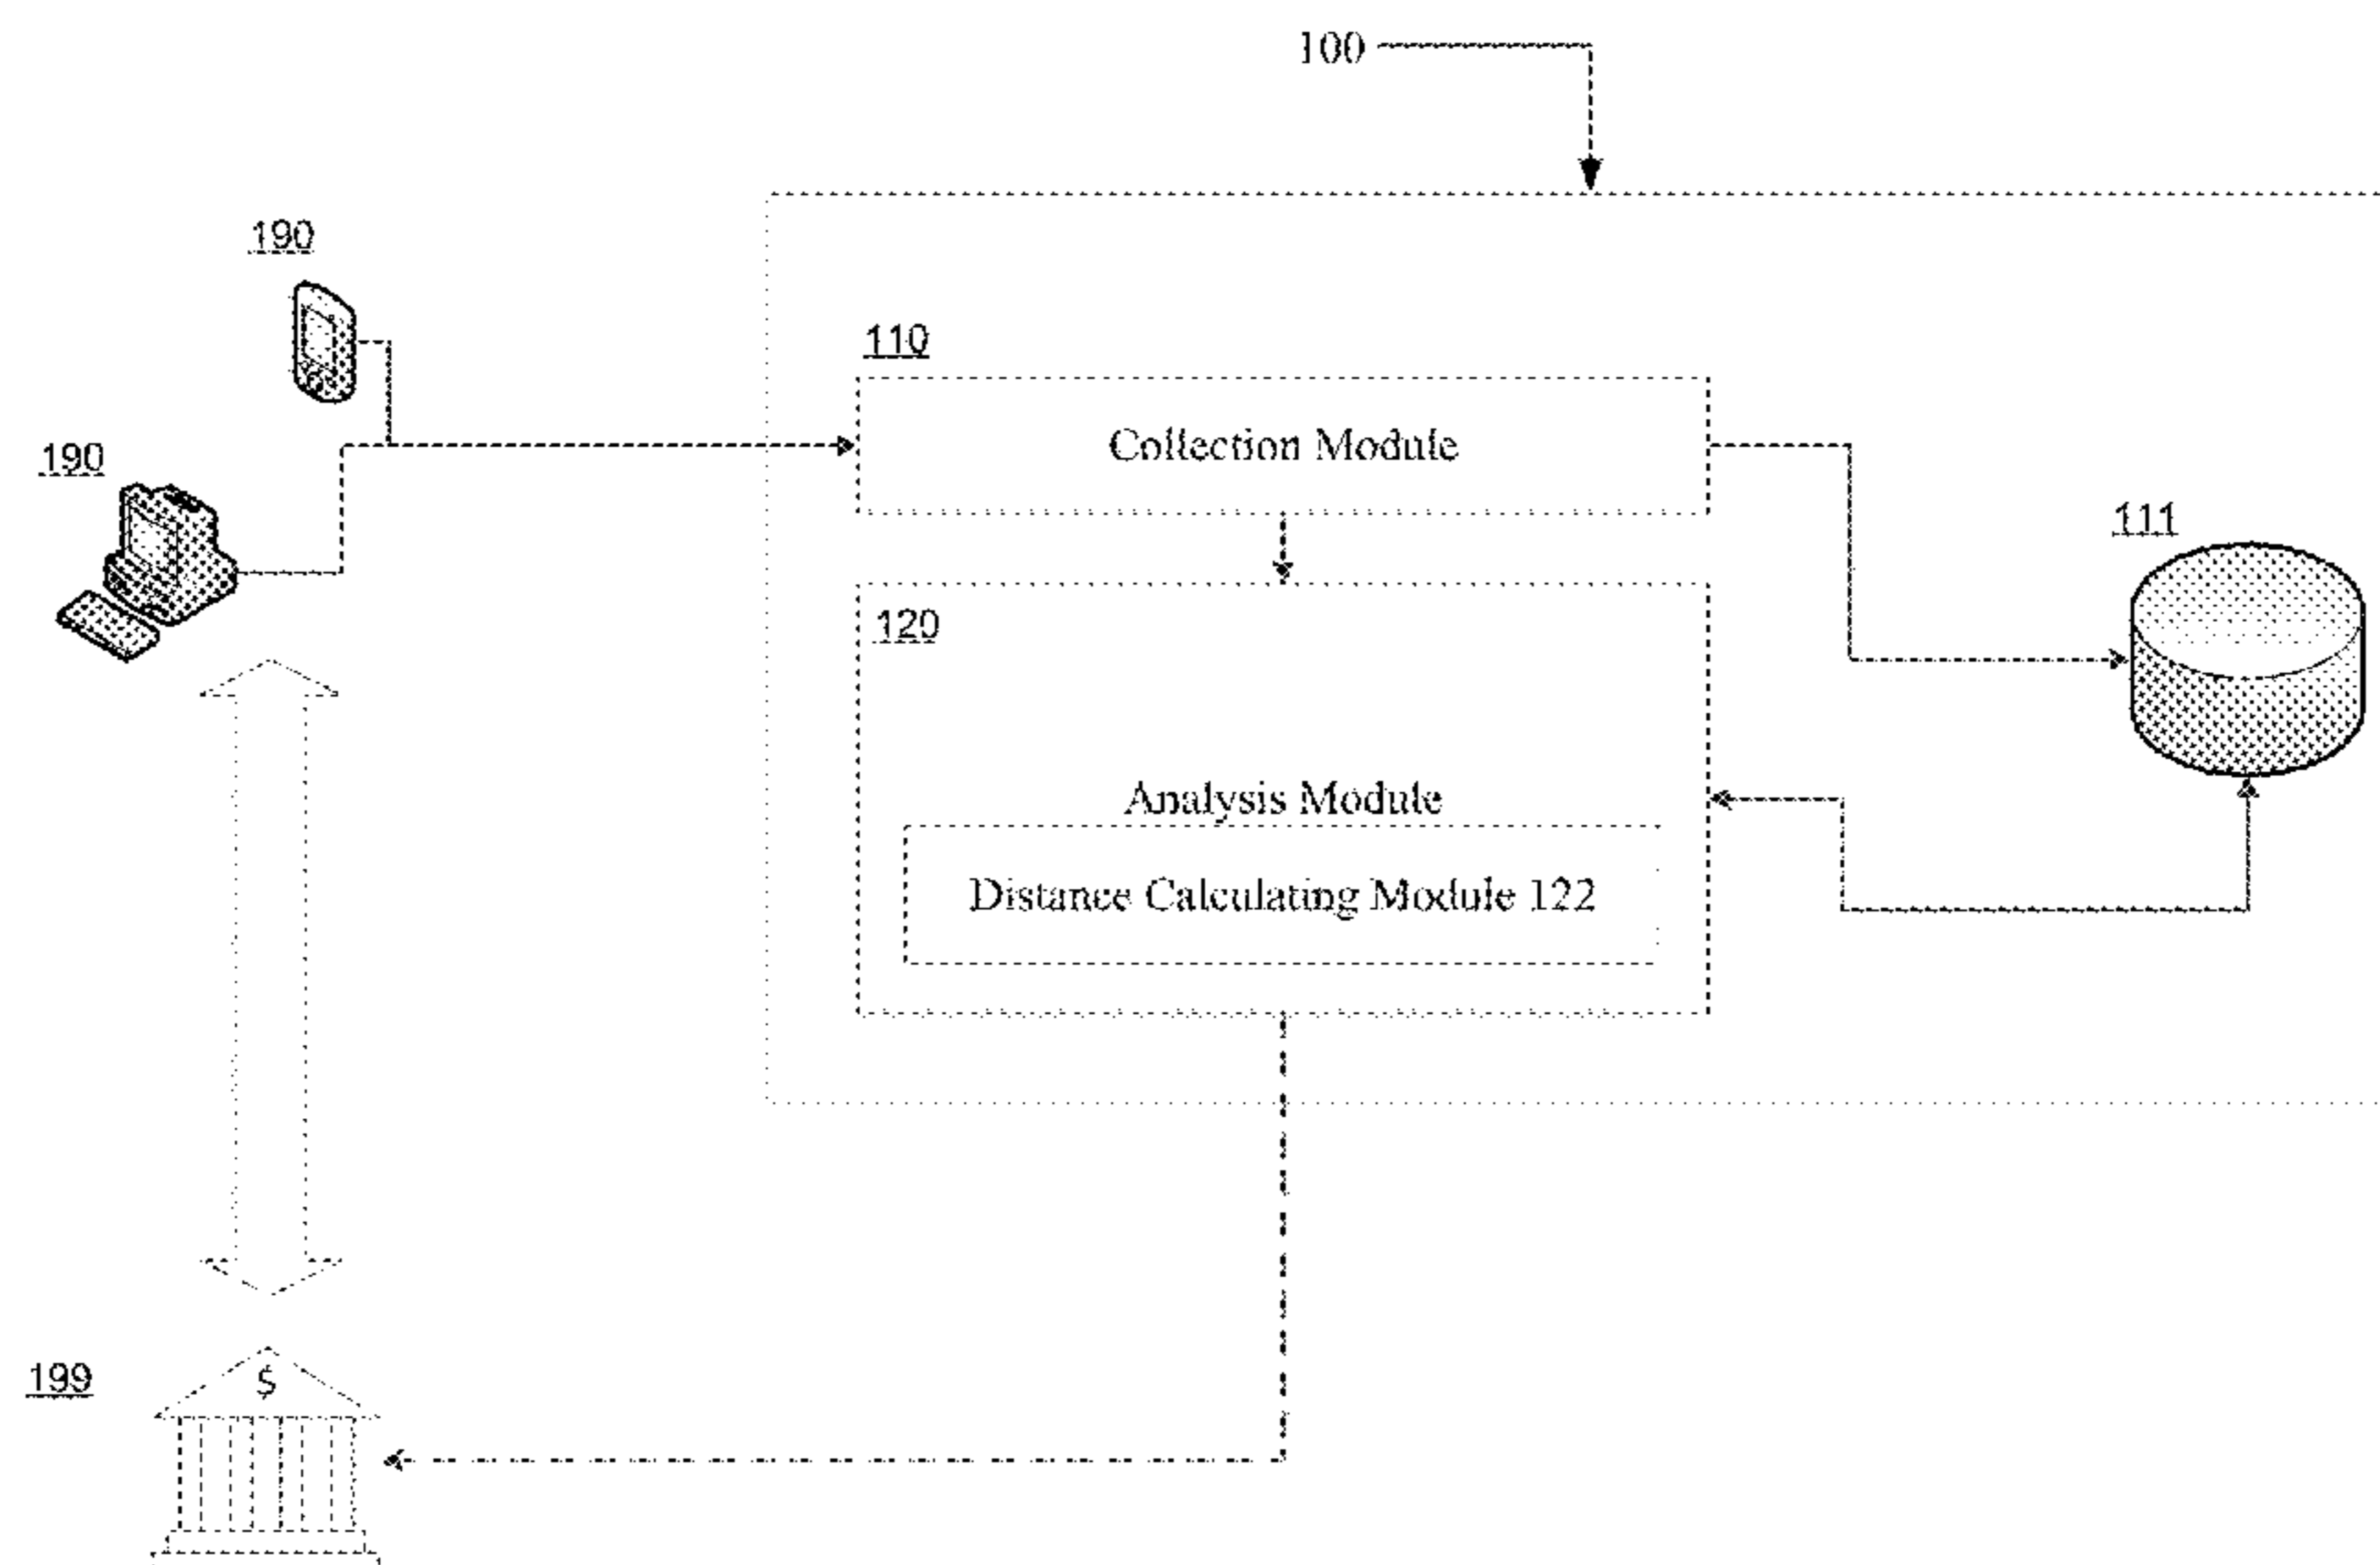 100
190
110
Collection Module
190
111
120
Analysis Module
Distance Calculating Module 122
199
$